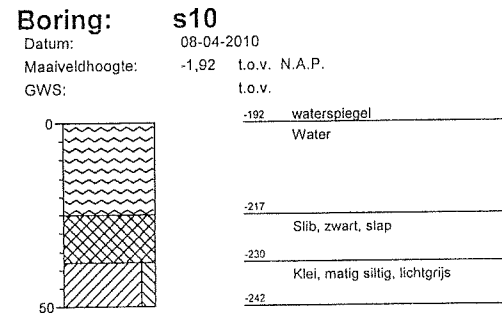 Boring: s10
Datum: 08-04-2010
Maaiveldhoogte: -1,92 t.o.v. N.A.P.
GWS: t.o.v.
0
-192 waterspiegel
Water
-217
Slib, zwart, slap
-230
Klei, matig siltig, lichtgrijs
-242
50